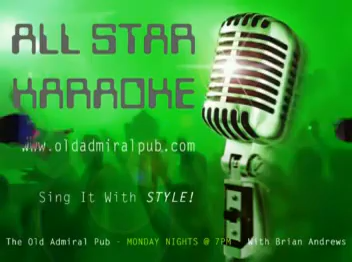 ALL STAR
KARAOKE
www.oldadmiralpub.com
Sing It With STYLE!
The Old Admiral Pub - MONDAY NIGHTS @ 7PM - With Brian Andrews